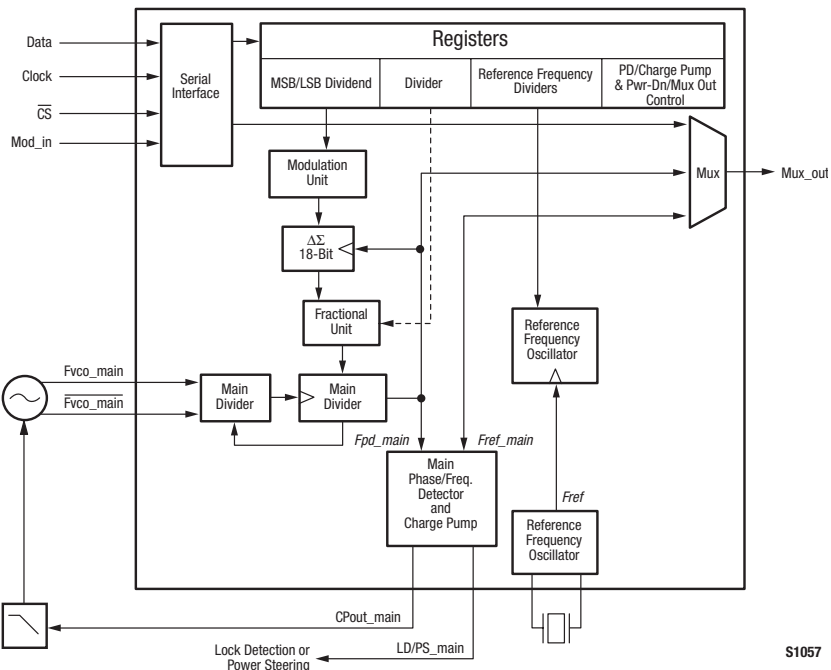 Data
Clock
CS
Mod_in
Serial
Interface
Registers
MSB/LSB Dividend
Divider
Reference Frequency
Dividers
PD/Charge Pump
& Pwr-Dn/Mux Out
Control
Modulation
Unit
Mux
Mux_out
ΔΣ
18-Bit
Fractional
Unit
Reference
Frequency
Oscillator
Fvco_main
Fvco_main
Main
Divider
Main
Divider
Fpd_main
Fref_main
Main
Phase/Freq.
Detector
and
Charge Pump
Fref
Reference
Frequency
Oscillator
CPout_main
Lock Detection or
Power Steering
LD/PS_main
S1057